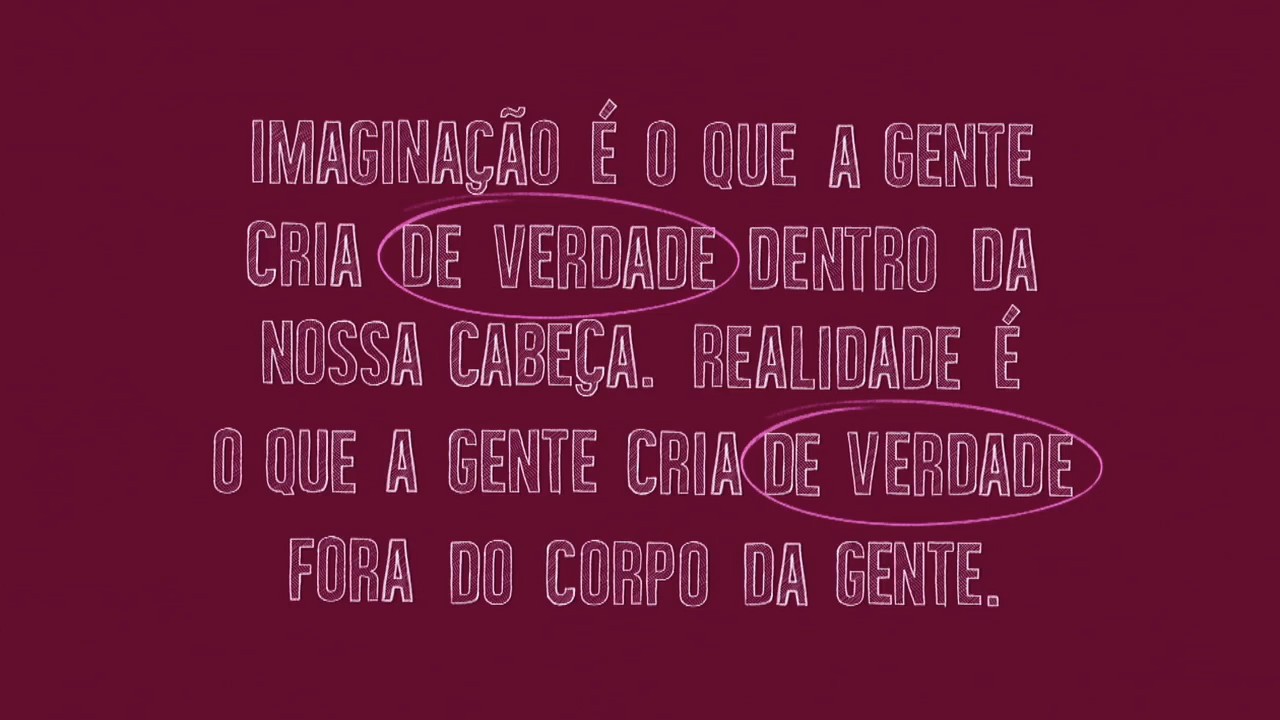 IMAGINAÇÃO É O QUE A GENTE
CRIA DE VERDADE DENTRO DA
NOSSA CABEÇA. REALIDADE É
O QUE A GENTE CRIA DE VERDADE
FORA DO CORPO DA GENTE.